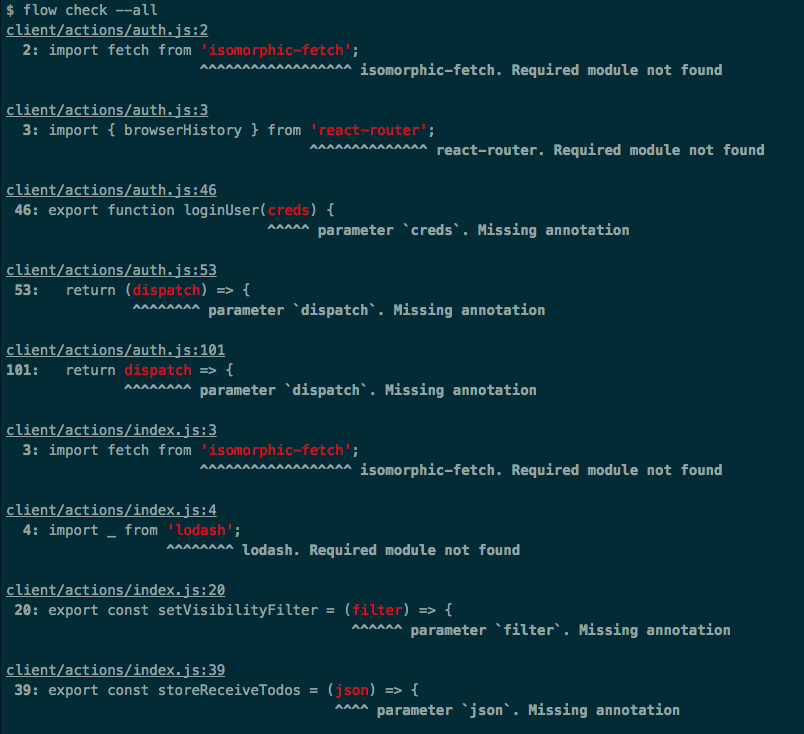 $ flow check --all
client/actions/auth.js:2
2: import fetch from 'isomorphic-fetch';
^^^^^^^^^^^^^^^^^^ isomorphic-fetch. Required module not found
client/actions/auth.js:3
3: import { browserHistory } from 'react-router';
^^^^^^^^^^^^^^ react-router. Required module not found
client/actions/auth.js:46
46: export function loginUser(creds) {
^^^^^ parameter `creds`. Missing annotation
client/actions/auth.js:53
53: return (dispatch) => {
^^^^^^^^ parameter `dispatch`. Missing annotation
client/actions/auth.js:101
101: return dispatch => {
^^^^^^^^ parameter `dispatch`. Missing annotation
client/actions/index.js:3
3: import fetch from 'isomorphic-fetch';
^^^^^^^^^^^^^^^^^^ isomorphic-fetch. Required module not found
client/actions/index.js:4
4: import _ from 'lodash';
^^^^^^^^ lodash. Required module not found
client/actions/index.js:20
20: export const setVisibilityFilter = (filter) => {
^^^^^^ parameter `filter`. Missing annotation
client/actions/index.js:39
39: export const storeReceiveTodos = (json) => {
^^^^ parameter `json`. Missing annotation